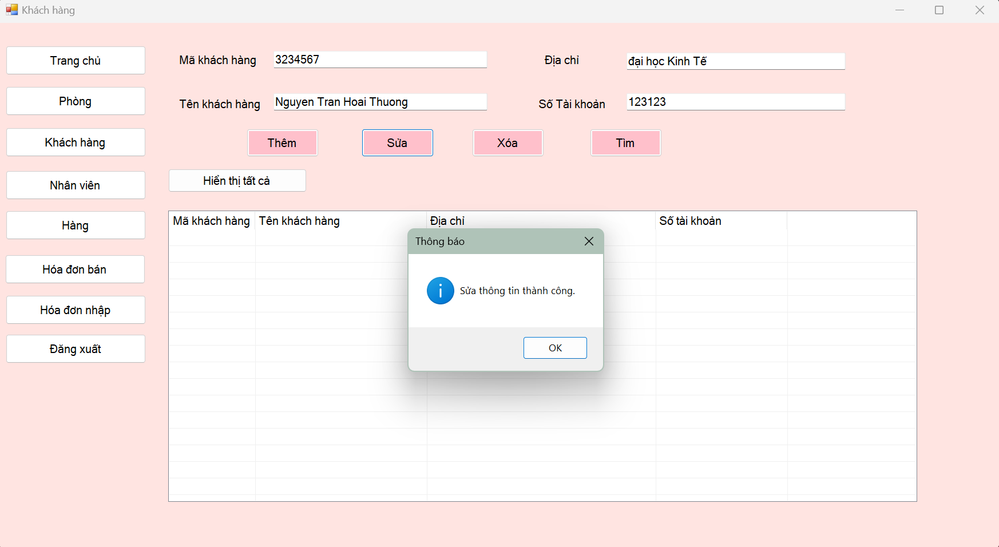 Khách hàng
Trang chủ
Phòng
Khách hàng
Nhân viên
Hàng
Hóa đơn bán
Hóa đơn nhập
Đăng xuất
Mã khách hàng 3234567 Địa chỉ đại học Kinh Tế
Tên khách hàng Nguyen Tran Hoai Thuong Số Tài khoản 123123
Thêm Sửa Xóa Tìm
Hiển thị tất cả
Mã khách hàng Tên khách hàng Địa chỉ Số tài khoản
Thông báo
Sửa thông tin thành công.
OK